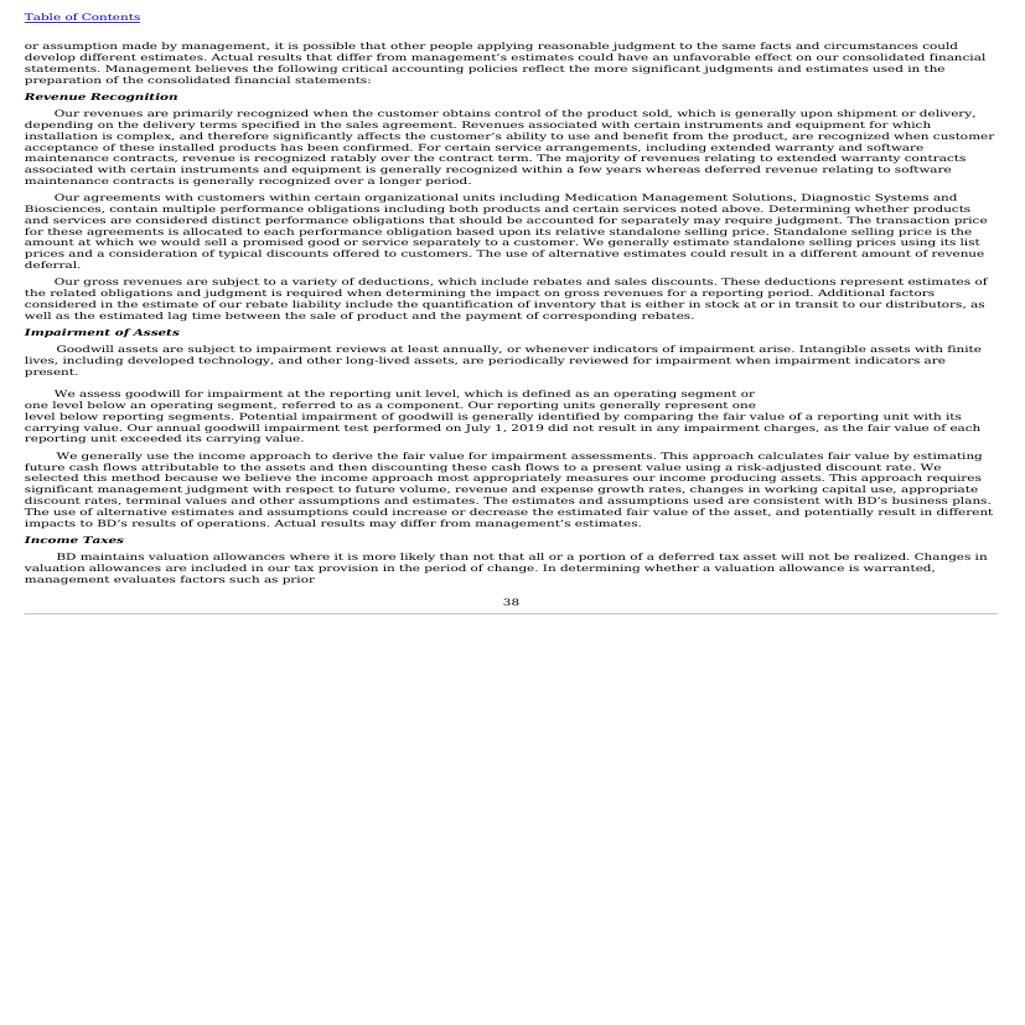 Table of Contents
or assumption made by management, it is possible that other people applying reasonable judgment to the same facts and circumstances could
develop different estimates. Actual results that differ from management’s estimates could have an unfavorable effect on our consolidated financial
statements. Management believes the following critical accounting policies reflect the more significant judgments and estimates used in the
preparation of the consolidated financial statements:
Revenue Recognition
Our revenues are primarily recognized when the customer obtains control of the product sold, which is generally upon shipment or delivery,
depending on the delivery terms specified in the sales agreement. Revenues associated with certain instruments and equipment for which
installation is complex, and therefore significantly affects the customer’s ability to use and benefit from the product, are recognized when customer
acceptance of these installed products has been confirmed. For certain service arrangements, including extended warranty and software
maintenance contracts, revenue is recognized ratably over the contract term. The majority of revenues relating to extended warranty contracts
associated with certain instruments and equipment is generally recognized within a few years whereas deferred revenue relating to software
maintenance contracts is generally recognized over a longer period.
Our agreements with customers within certain organizational units including Medication Management Solutions, Diagnostic Systems and
Biosciences, contain multiple performance obligations including both products and certain services noted above. Determining whether products
and services are considered distinct performance obligations that should be accounted for separately may require judgment. The transaction price
for these agreements is allocated to each performance obligation based upon its relative standalone selling price. Standalone selling price is the
amount at which we would sell a promised good or service separately to a customer. We generally estimate standalone selling prices using its list
prices and a consideration of typical discounts offered to customers. The use of alternative estimates could result in a different amount of revenue
deferral.
Our gross revenues are subject to a variety of deductions, which include rebates and sales discounts. These deductions represent estimates of
the related obligations and judgment is required when determining the impact on gross revenues for a reporting period. Additional factors
considered in the estimate of our rebate liability include the quantification of inventory that is either in stock at or in transit to our distributors, as
well as the estimated lag time between the sale of product and the payment of corresponding rebates.
Impairment of Assets
Goodwill assets are subject to impairment reviews at least annually, or whenever indicators of impairment arise. Intangible assets with finite
lives, including developed technology, and other long-lived assets, are periodically reviewed for impairment when impairment indicators are
present.
We assess goodwill for impairment at the reporting unit level, which is defined as an operating segment or
one level below an operating segment, referred to as a component. Our reporting units generally represent one
level below reporting segments. Potential impairment of goodwill is generally identified by comparing the fair value of a reporting unit with its
carrying value. Our annual goodwill impairment test performed on July 1, 2019 did not result in any impairment charges, as the fair value of each
reporting unit exceeded its carrying value.
We generally use the income approach to derive the fair value for impairment assessments. This approach calculates fair value by estimating
future cash flows attributable to the assets and then discounting these cash flows to a present value using a risk-adjusted discount rate. We
selected this method because we believe the income approach most appropriately measures our income producing assets. This approach requires
significant management judgment with respect to future volume, revenue and expense growth rates, changes in working capital use, appropriate
discount rates, terminal values and other assumptions and estimates. The estimates and assumptions used are consistent with BD’s business plans.
The use of alternative estimates and assumptions could increase or decrease the estimated fair value of the asset, and potentially result in different
impacts to BD’s results of operations. Actual results may differ from management’s estimates.
Income Taxes
BD maintains valuation allowances where it is more likely than not that all or a portion of a deferred tax asset will not be realized. Changes in
valuation allowances are included in our tax provision in the period of change. In determining whether a valuation allowance is warranted,
management evaluates factors such as prior
38